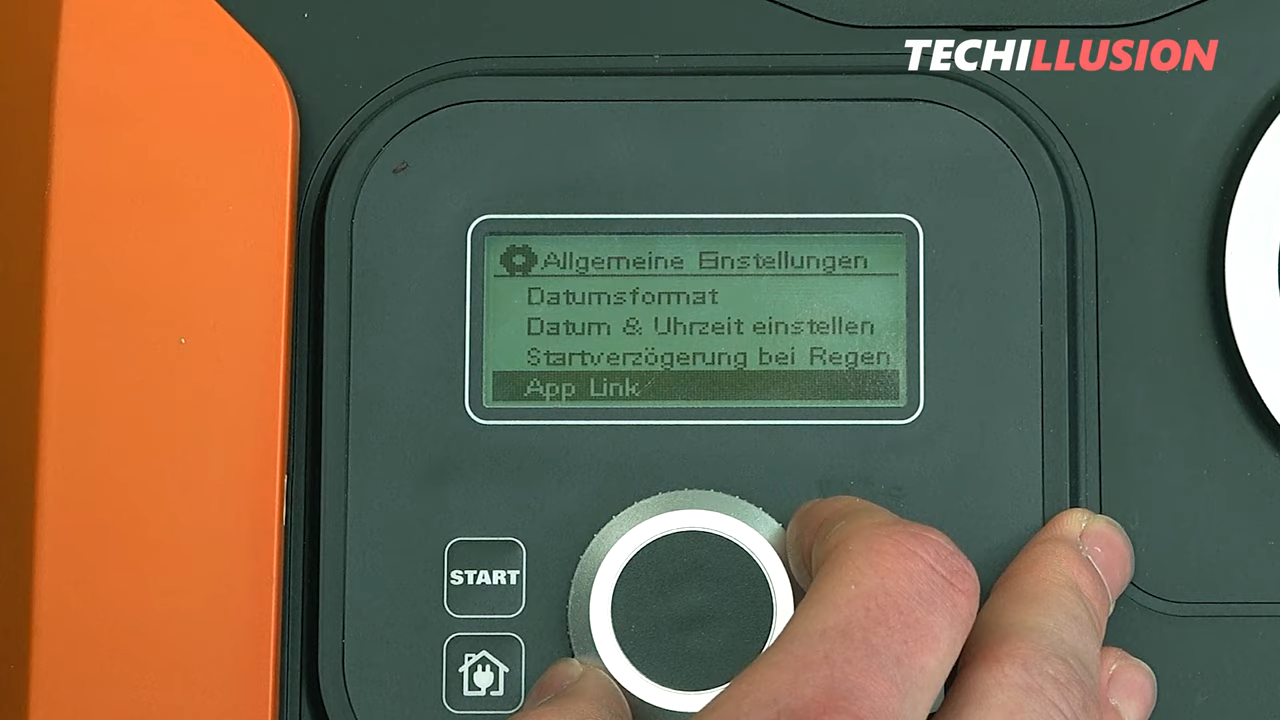 TECHILLUSION
Allgemeine Einstellungen
Datumsformat
Datum & Uhrzeit einstellen
Startverzögerung bei Regen
App Link
START